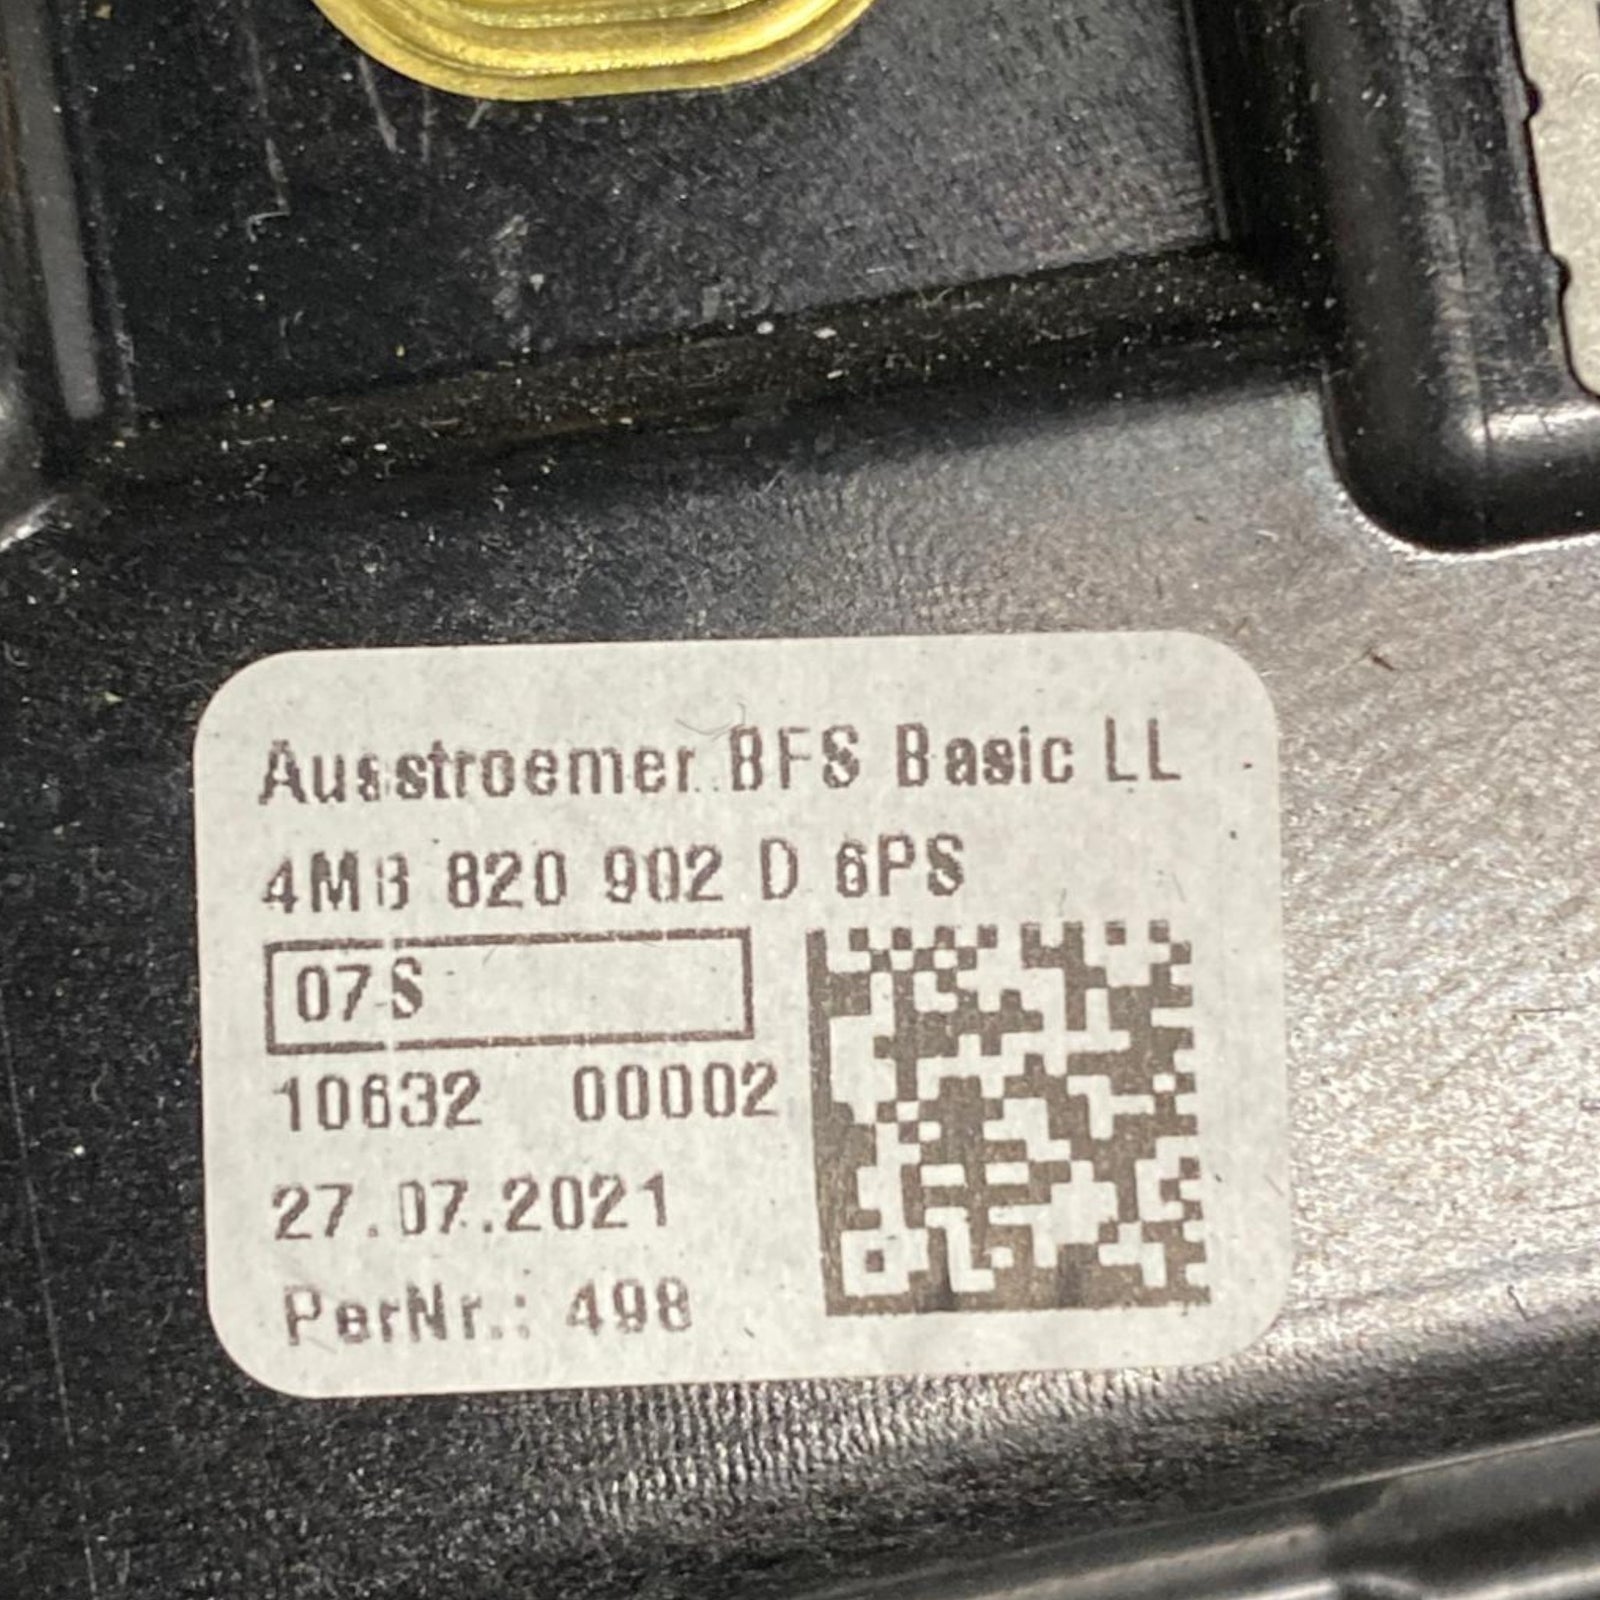 Ausstroemer BFS Basic LL
4M8 820 902 D 6PS
07S
10632 00002
27.07.2021
PerNr.: 498